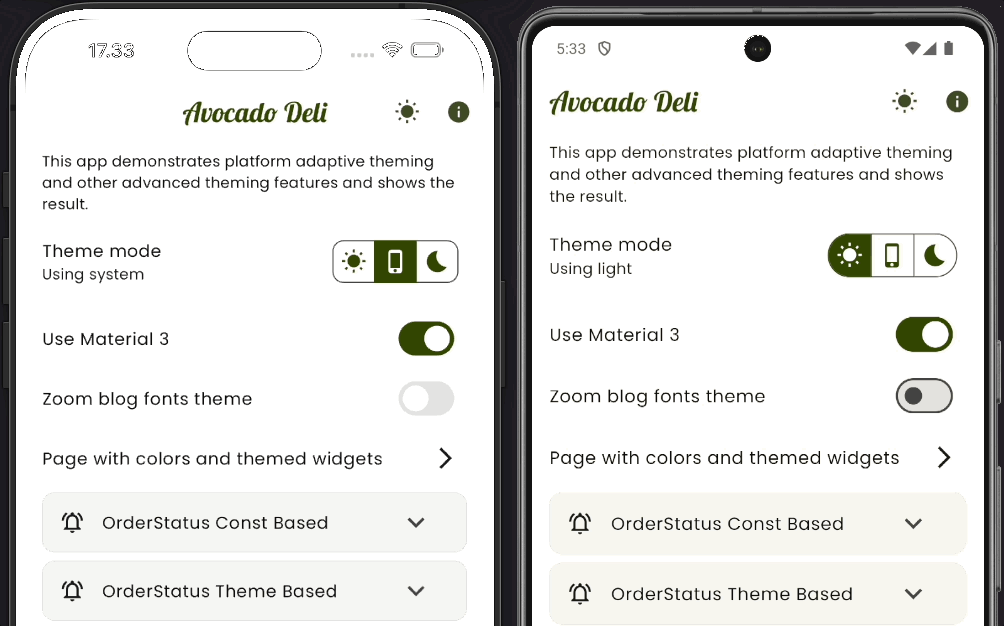 17.33
Avocado Deli
This app demonstrates platform adaptive theming
and other advanced theming features and shows the
result.
Theme mode
Using system
Use Material 3
Zoom blog fonts theme
Page with colors and themed widgets
OrderStatus Const Based
OrderStatus Theme Based
5:33
Avocado Deli
This app demonstrates platform adaptive theming
and other advanced theming features and shows
the result.
Theme mode
Using light
Use Material 3
Zoom blog fonts theme
Page with colors and themed widgets
OrderStatus Const Based
OrderStatus Theme Based